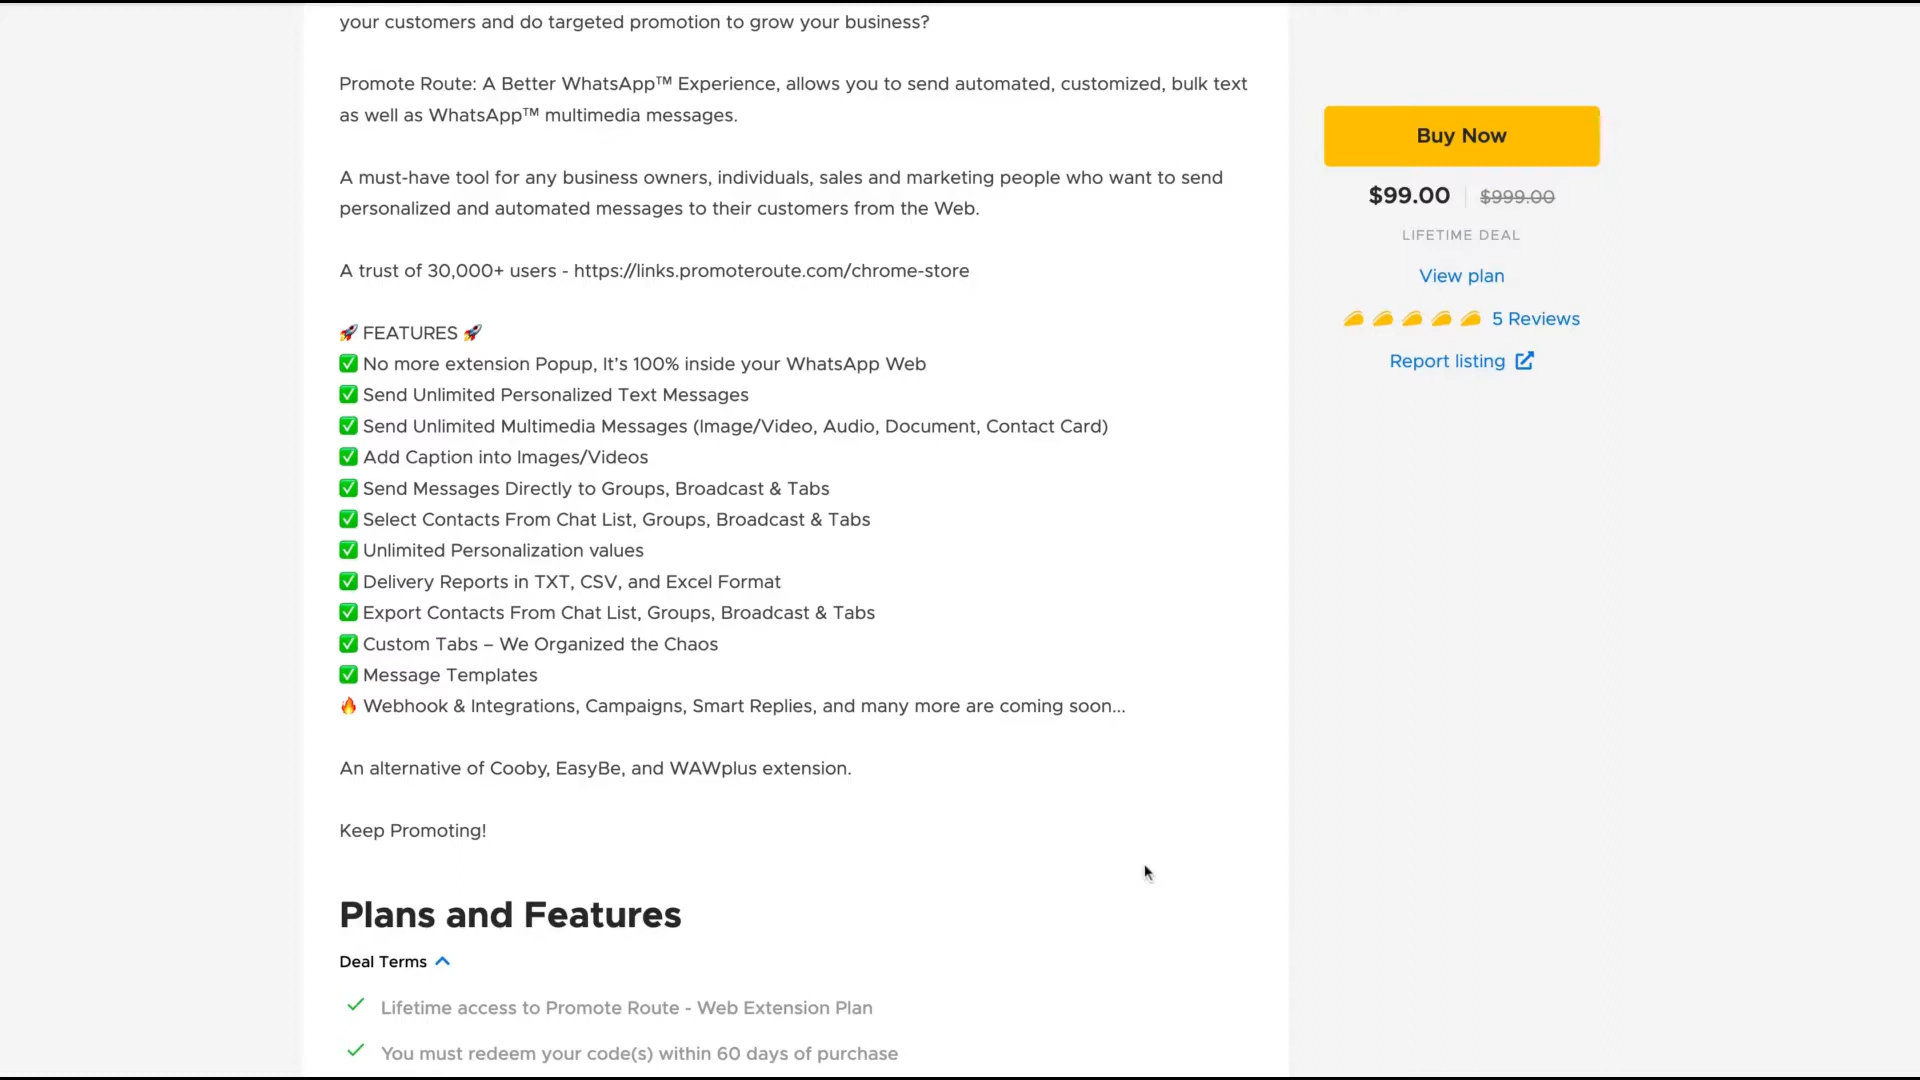 your customers and do targeted promotion to grow your business?
Promote Route: A Better WhatsApp™ Experience, allows you to send automated, customized, bulk text
as well as WhatsApp™ multimedia messages.
A must-have tool for any business owners, individuals, sales and marketing people who want to send
personalized and automated messages to their customers from the Web.
A trust of 30,000+ users - https://links.promoteroute.com/chrome-store
🚀 FEATURES 🚀
✅ No more extension Popup, It's 100% inside your WhatsApp Web
✅ Send Unlimited Personalized Text Messages
✅ Send Unlimited Multimedia Messages (Image/Video, Audio, Document, Contact Card)
✅ Add Caption into Images/Videos
✅ Send Messages Directly to Groups, Broadcast & Tabs
✅ Select Contacts From Chat List, Groups, Broadcast & Tabs
✅ Unlimited Personalization values
✅ Delivery Reports in TXT, CSV, and Excel Format
✅ Export Contacts From Chat List, Groups, Broadcast & Tabs
✅ Custom Tabs – We Organized the Chaos
✅ Message Templates
🔥 Webhook & Integrations, Campaigns, Smart Replies, and many more are coming soon...
An alternative of Cooby, EasyBe, and WAWplus extension.
Keep Promoting!
Plans and Features
Deal Terms
Lifetime access to Promote Route - Web Extension Plan
You must redeem your code(s) within 60 days of purchase
Buy Now
$99.00 $999.00
LIFETIME DEAL
View plan
5 Reviews
Report listing